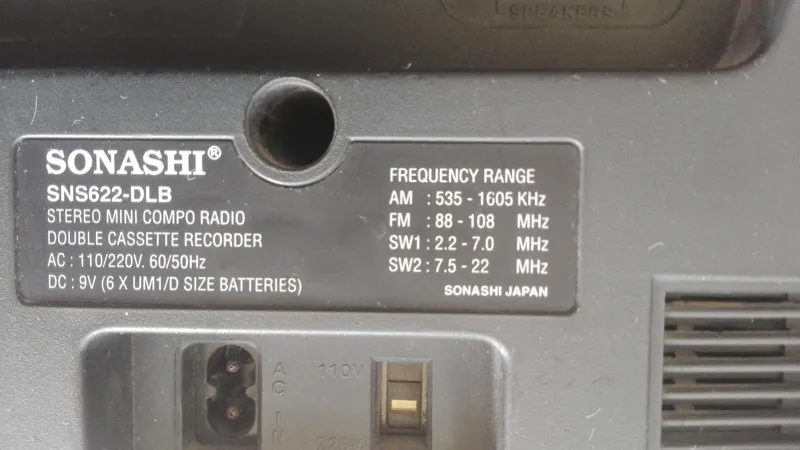 SPEAKERS
SONASHI®
SNS622-DLB
STEREO MINI COMPO RADIO
DOUBLE CASSETTE RECORDER
AC : 110/220V. 60/50Hz
DC : 9V (6 X UM1/D SIZE BATTERIES)
FREQUENCY RANGE
AM : 535 - 1605 KHz
FM : 88 - 108 MHz
SW1 : 2.2 - 7.0 MHz
SW2 : 7.5 - 22 MHz
SONASHI JAPAN
AC IN
110V
220V